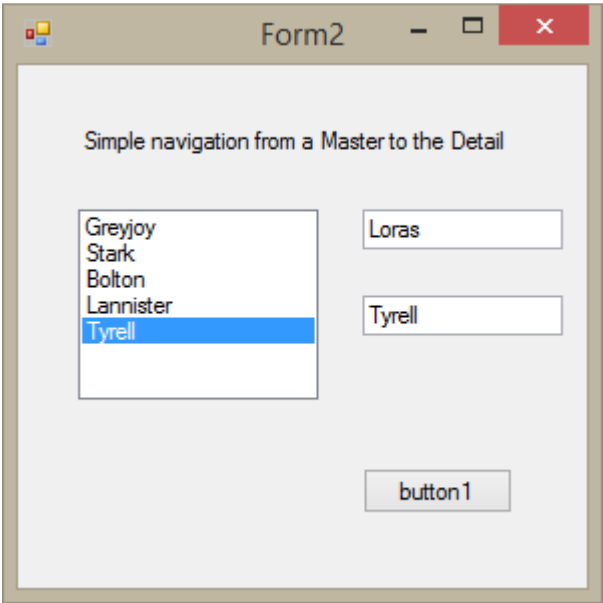 Form2
Simple navigation from a Master to the Detail
Greyjoy
Stark
Bolton
Lannister
Tyrell
Loras
Tyrell
button1